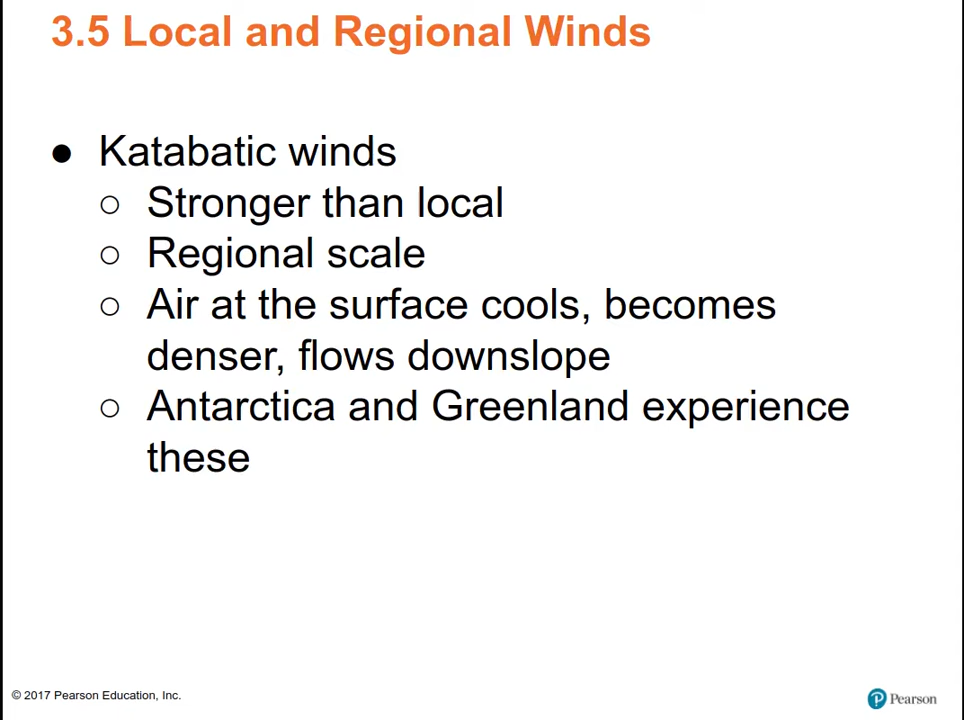 3.5 Local and Regional Winds
● Katabatic winds
○ Stronger than local
○ Regional scale
○ Air at the surface cools, becomes
denser, flows downslope
○ Antarctica and Greenland experience
these
© 2017 Pearson Education, Inc.
P Pearson